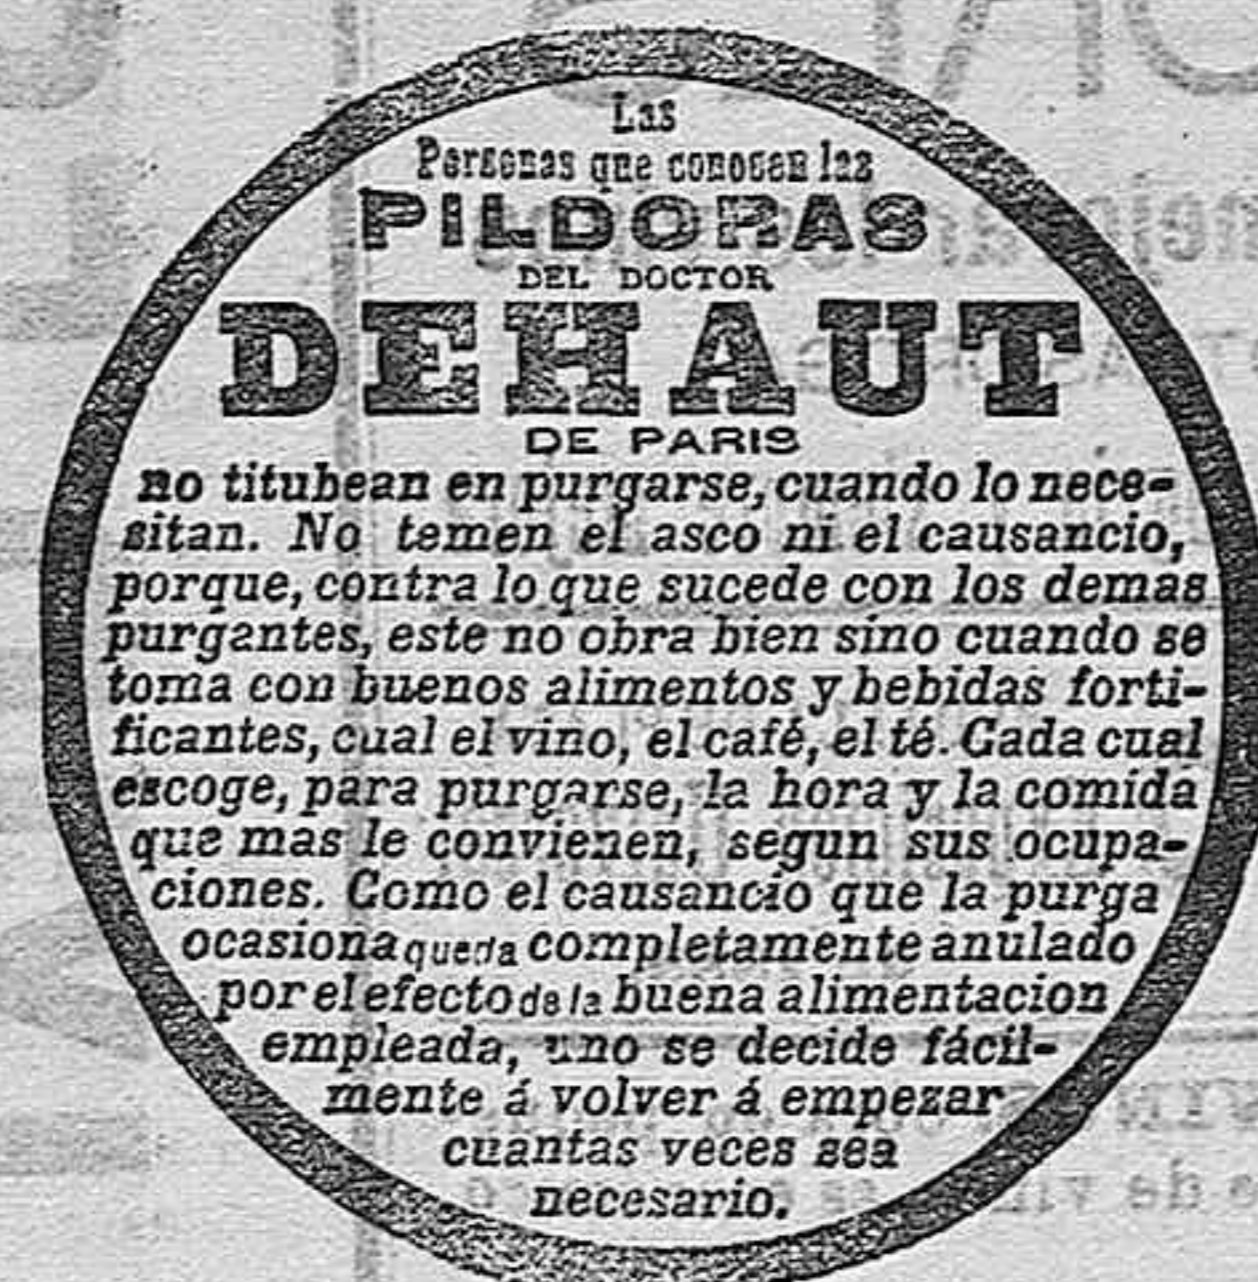 Las
Personas que conocen las
PILDORAS
DEL DOCTOR
DEHAUT
DE PARIS
no titubean en purgarse, cuando lo nece-
sitan. No temen el asco ni el causancio,
porque, contra lo que sucede con los demas
purgantes, este no obra bien sino cuando se
toma con buenos alimentos y bebidas forti-
ficantes, cual el vino, el café, el té. Cada cual
escoge, para purgarse, la hora y la comida
que mas le convienen, segun sus ocupa-
ciones. Como el causancio que la purga
ocasiona queda completamente anulado
por el efecto de la buena alimentacion
empleada, uno se decide fácil-
mente á volver á empezar
cuantas veces sea
necesario.